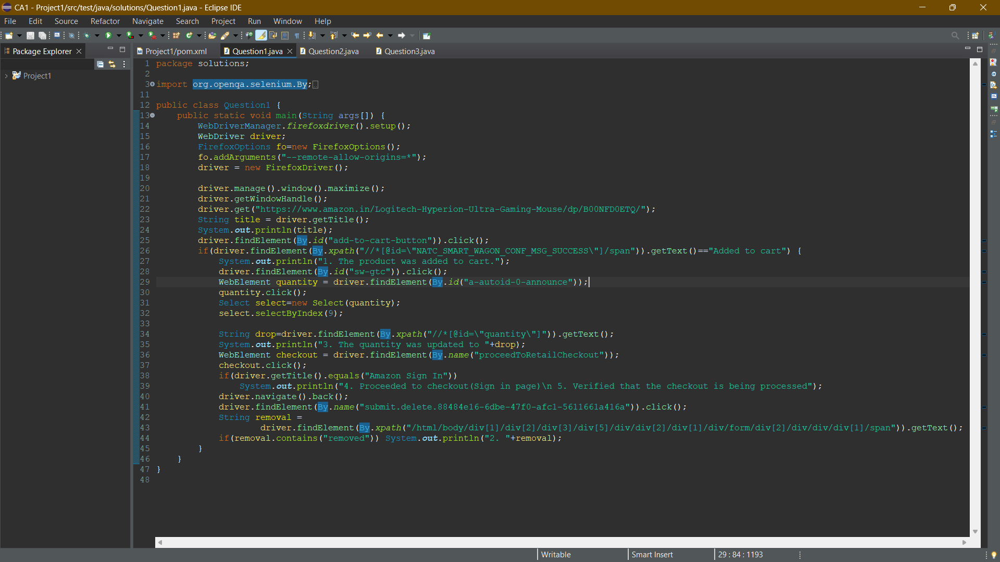 CA1 - Project1/src/test/java/solutions/Question1.java - Eclipse IDE
File Edit Source Refactor Navigate Search Project Run Window Help
Package Explorer
Project1/pom.xml Question1.java Question2.java Question3.java
Project1
1 package solutions;
2
3 import org.openqa.selenium.By;
11
12 public class Question1 {
13 public static void main(String args[]) {
14 WebDriverManager.firefoxdriver().setup();
15 WebDriver driver;
16 FirefoxOptions fo=new FirefoxOptions();
17 fo.addArguments("--remote-allow-origins=*");
18 driver = new FirefoxDriver();
19
20 driver.manage().window().maximize();
21 driver.getWindowHandle();
22 driver.get("https://www.amazon.in/Logitech-Hyperion-Ultra-Gaming-Mouse/dp/B00NFD0ETQ/");
23 String title = driver.getTitle();
24 System.out.println(title);
25 driver.findElement(By.id("add-to-cart-button")).click();
26 if(driver.findElement(By.xpath("//*[@id=\"NATC_SMART_WAGON_CONF_MSG_SUCCESS\"]/span")).getText()=="Added to cart") {
27 System.out.println("1. The product was added to cart.");
28 driver.findElement(By.id("sw-gtc")).click();
29 WebElement quantity = driver.findElement(By.id("a-autoid-0-announce"));
30 quantity.click();
31 Select select=new Select(quantity);
32 select.selectByIndex(9);
33
34 String drop=driver.findElement(By.xpath("//*[@id=\"quantity\"]")).getText();
35 System.out.println("3. The quantity was updated to "+drop);
36 WebElement checkout = driver.findElement(By.name("proceedToRetailCheckout"));
37 checkout.click();
38 if(driver.getTitle().equals("Amazon Sign In"))
39 System.out.println("4. Proceeded to checkout(Sign in page)\n 5. Verified that the checkout is being processed");
40 driver.navigate().back();
41 driver.findElement(By.name("submit.delete.88484e16-6dbe-47f0-afc1-5611661a416a")).click();
42 String removal =
43 driver.findElement(By.xpath("/html/body/div[1]/div[2]/div[3]/div[5]/div/div[2]/div[1]/div/form/div[2]/div/div/div[1]/span")).getText();
44 if(removal.contains("removed")) System.out.println("2. "+removal);
45 }
46 }
47 }
48
Writable Smart Insert 29 : 84 : 1193